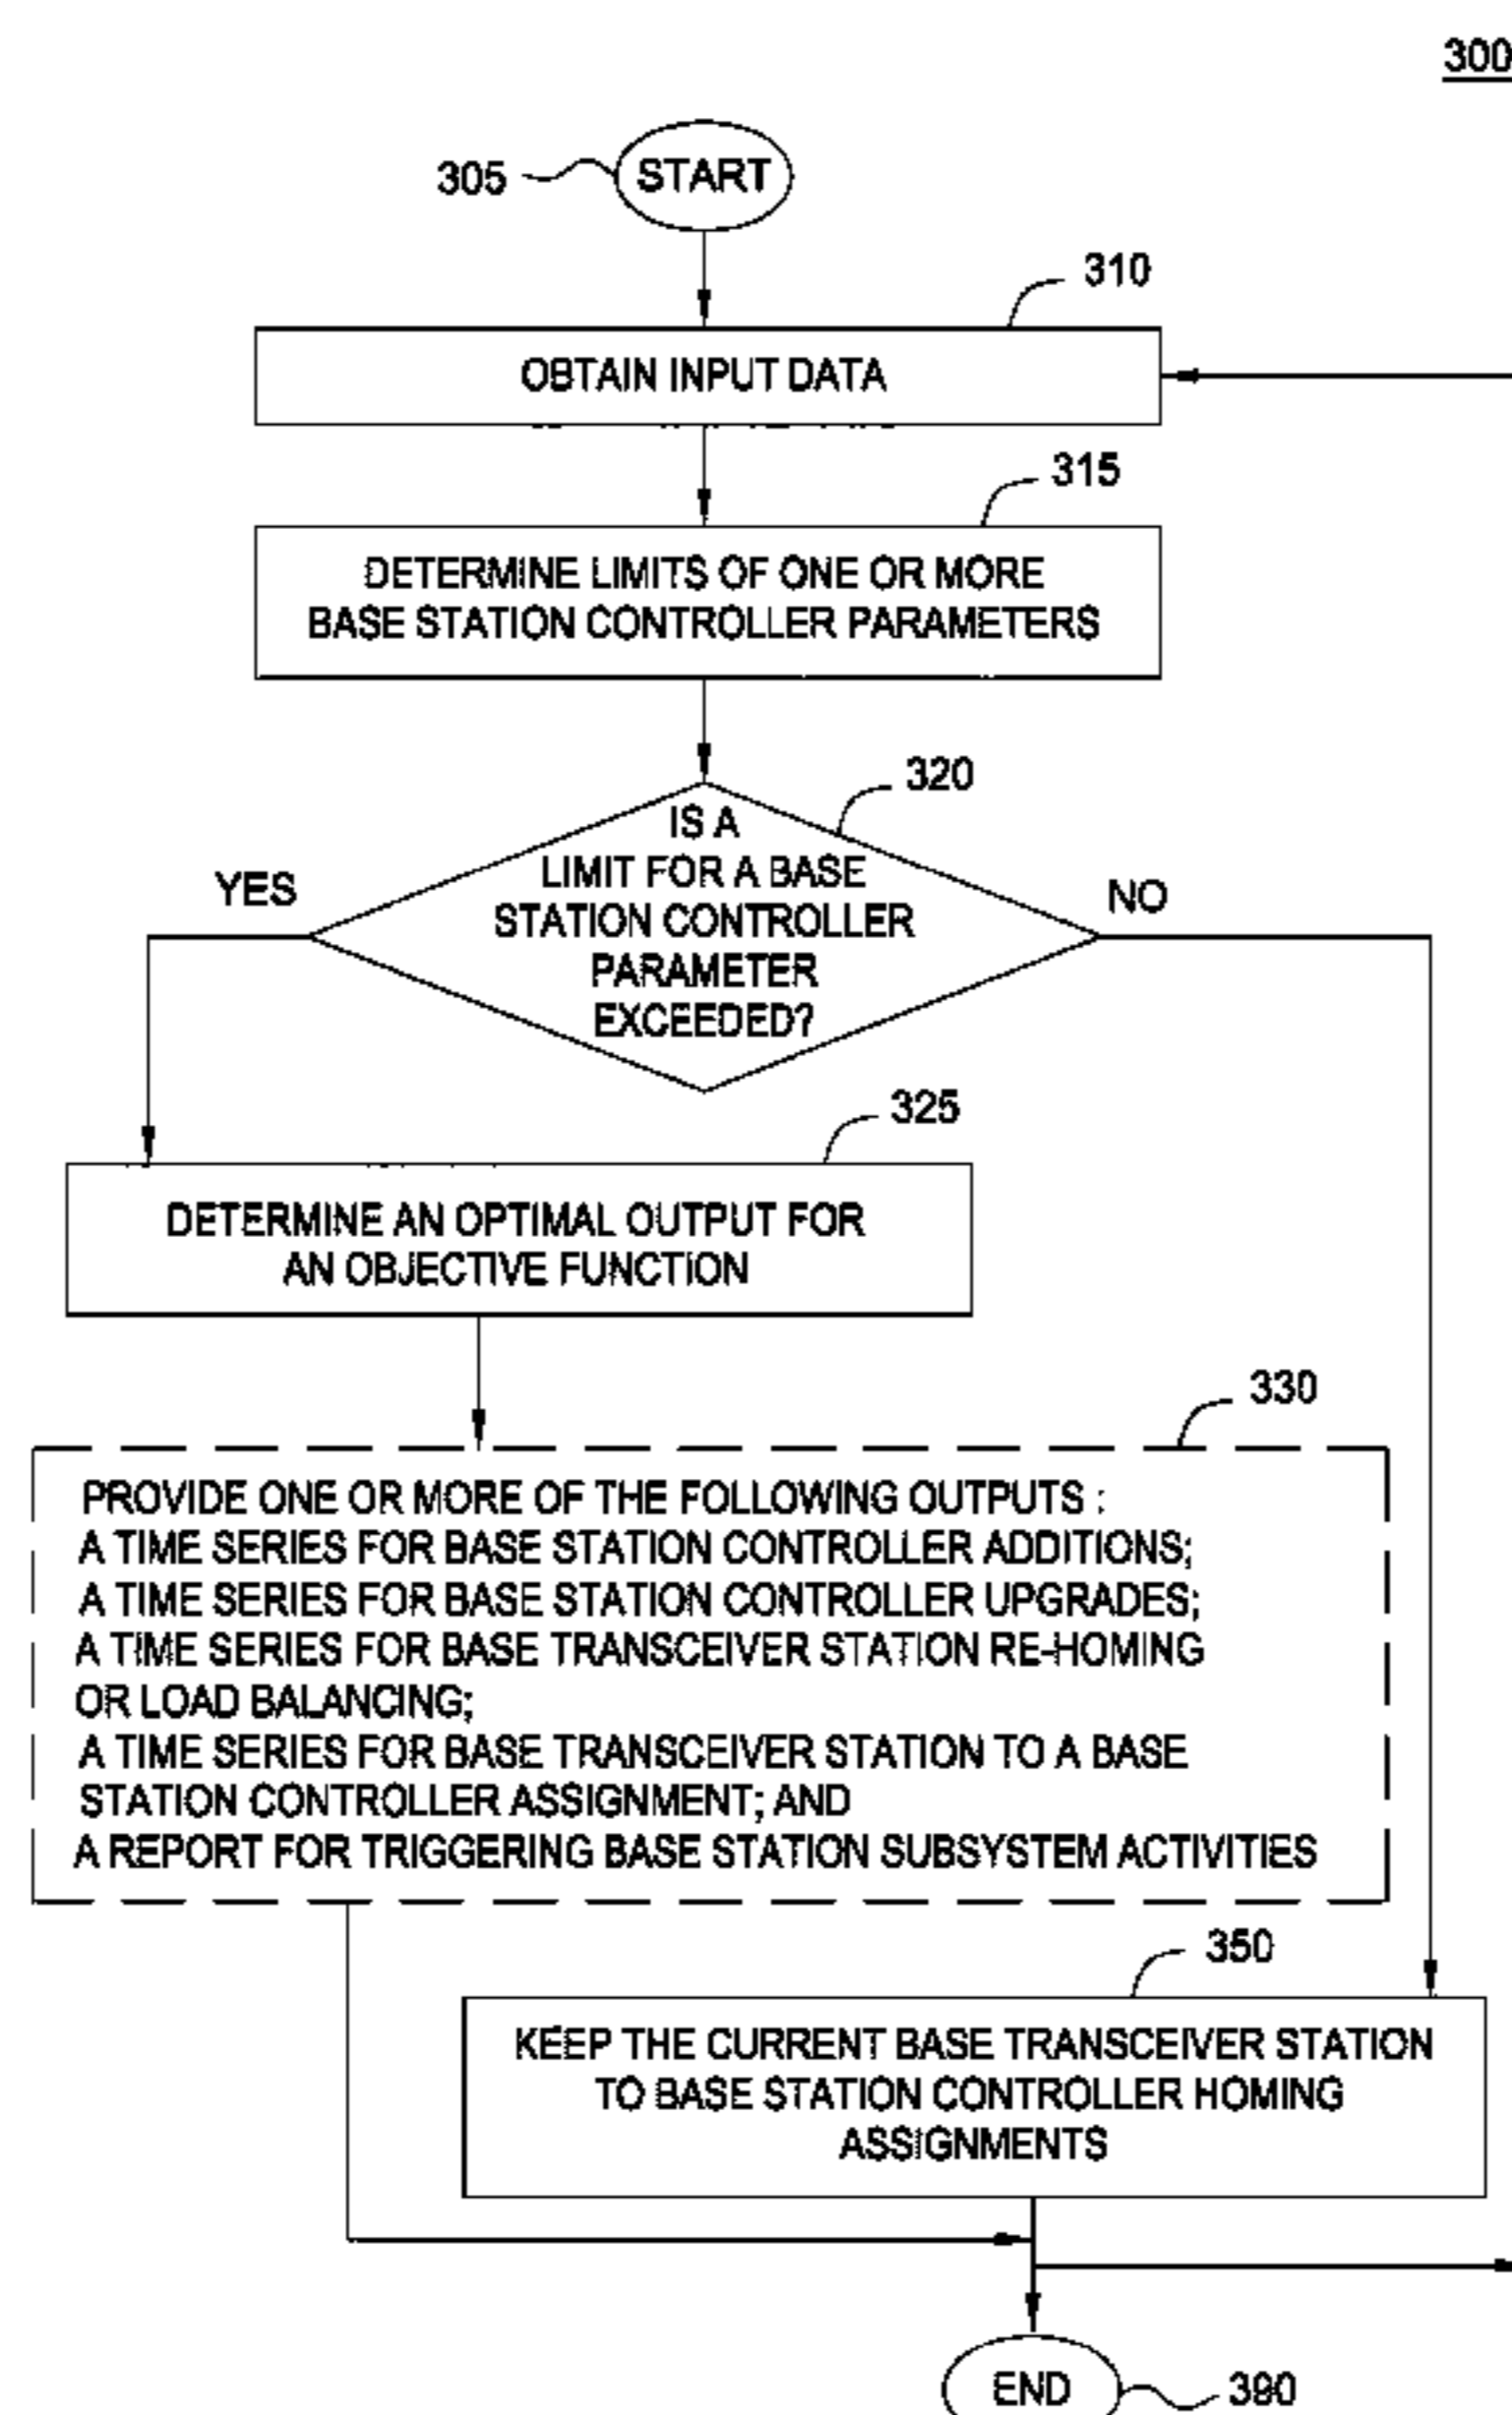 300
305
START
310
OBTAIN INPUT DATA
315
DETERMINE LIMITS OF ONE OR MORE
BASE STATION CONTROLLER PARAMETERS
320
IS A
LIMIT FOR A BASE
STATION CONTROLLER
PARAMETER
EXCEEDED?
YES
NO
325
DETERMINE AN OPTIMAL OUTPUT FOR
AN OBJECTIVE FUNCTION
330
PROVIDE ONE OR MORE OF THE FOLLOWING OUTPUTS :
A TIME SERIES FOR BASE STATION CONTROLLER ADDITIONS;
A TIME SERIES FOR BASE STATION CONTROLLER UPGRADES;
A TIME SERIES FOR BASE TRANSCEIVER STATION RE-HOMING
OR LOAD BALANCING;
A TIME SERIES FOR BASE TRANSCEIVER STATION TO A BASE
STATION CONTROLLER ASSIGNMENT; AND
A REPORT FOR TRIGGERING BASE STATION SUBSYSTEM ACTIVITIES
350
KEEP THE CURRENT BASE TRANSCEIVER STATION
TO BASE STATION CONTROLLER HOMING
ASSIGNMENTS
END
390